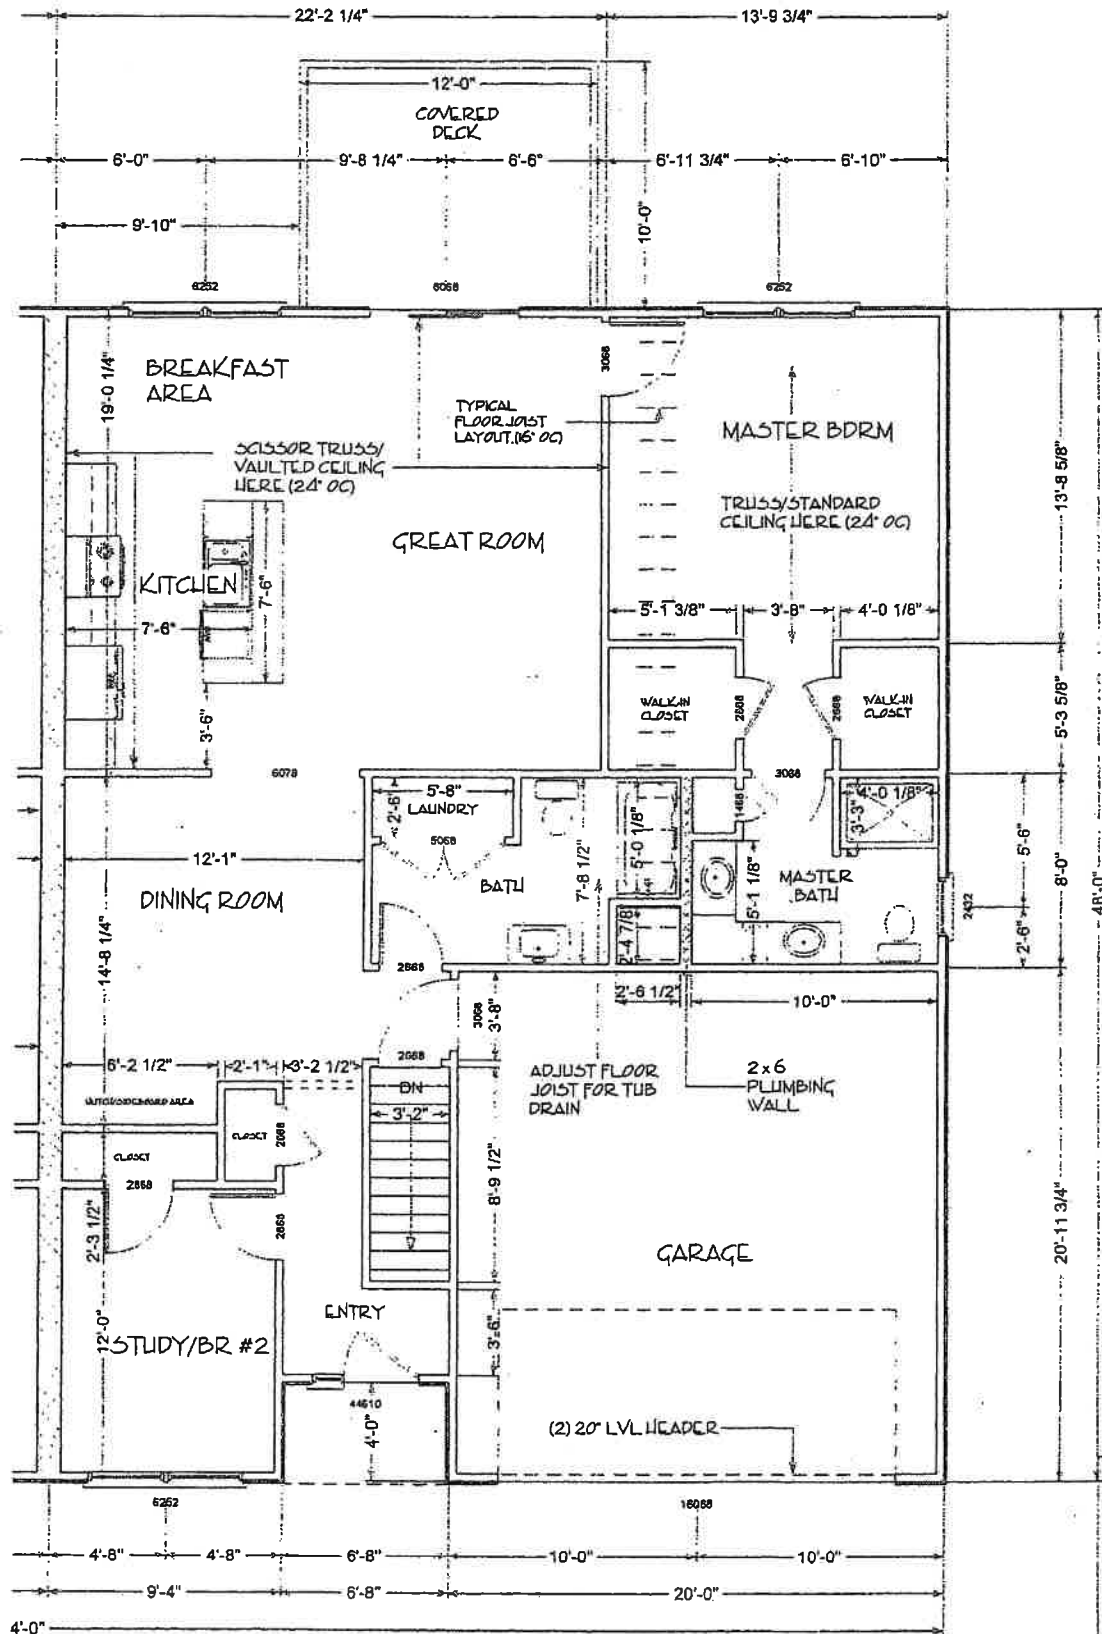 22'-2 1/4"
13'-9 3/4"
12'-0"
COVERED
DECK
6'-0"
9'-8 1/4"
6'-6"
6'-11 3/4"
6'-10"
9'-10"
10'-0"
6252
6068
6252
BREAKFAST
AREA
19'-0 1/4"
3068
TYPICAL
FLOOR JOIST
LAYOUT (16" OC)
SCISSOR TRUSS/
VAULTED CEILING
HERE (24" OC)
MASTER BDRM
TRUSS/STANDARD
CEILING HERE (24" OC)
13'-8 5/8"
GREAT ROOM
KITCHEN
7'-6"
7'-6"
5'-1 3/8"
3'-8"
4'-0 1/8"
3'-6"
WALK-IN
CLOSET
2668
2668
WALK-IN
CLOSET
5'-3 5/8"
6078
3068
5'-8"
2'-6"
LAUNDRY
5068
5'-0 1/8"
1468
4'-0 1/8"
3'-3"
5'-6"
12'-1"
BATH
7'-8 1/2"
5'-1 1/8"
MASTER
BATH
8'-0"
48'-0"
DINING ROOM
2432
2'-4 7/8"
2'-6"
14'-8 1/4"
2668
2'-6 1/2"
10'-0"
3068
3'-8"
6'-2 1/2"
2'-1"
3'-2 1/2"
2668
ADJUST FLOOR
JOIST FOR TUB
DRAIN
2 x 6
PLUMBING
WALL
DN
3'-2"
HUTCH/SIDEBOARD AREA
CLOSET
2068
CLOSET
2668
8'-9 1/2"
2'-3 1/2"
2668
20'-11 3/4"
GARAGE
ENTRY
3'-6"
12'-0"
STUDY/BR #2
44610
4'-0"
(2) 20" LVL HEADER
6252
16068
4'-8"
4'-8"
6'-8"
10'-0"
10'-0"
9'-4"
6'-8"
20'-0"
4'-0"